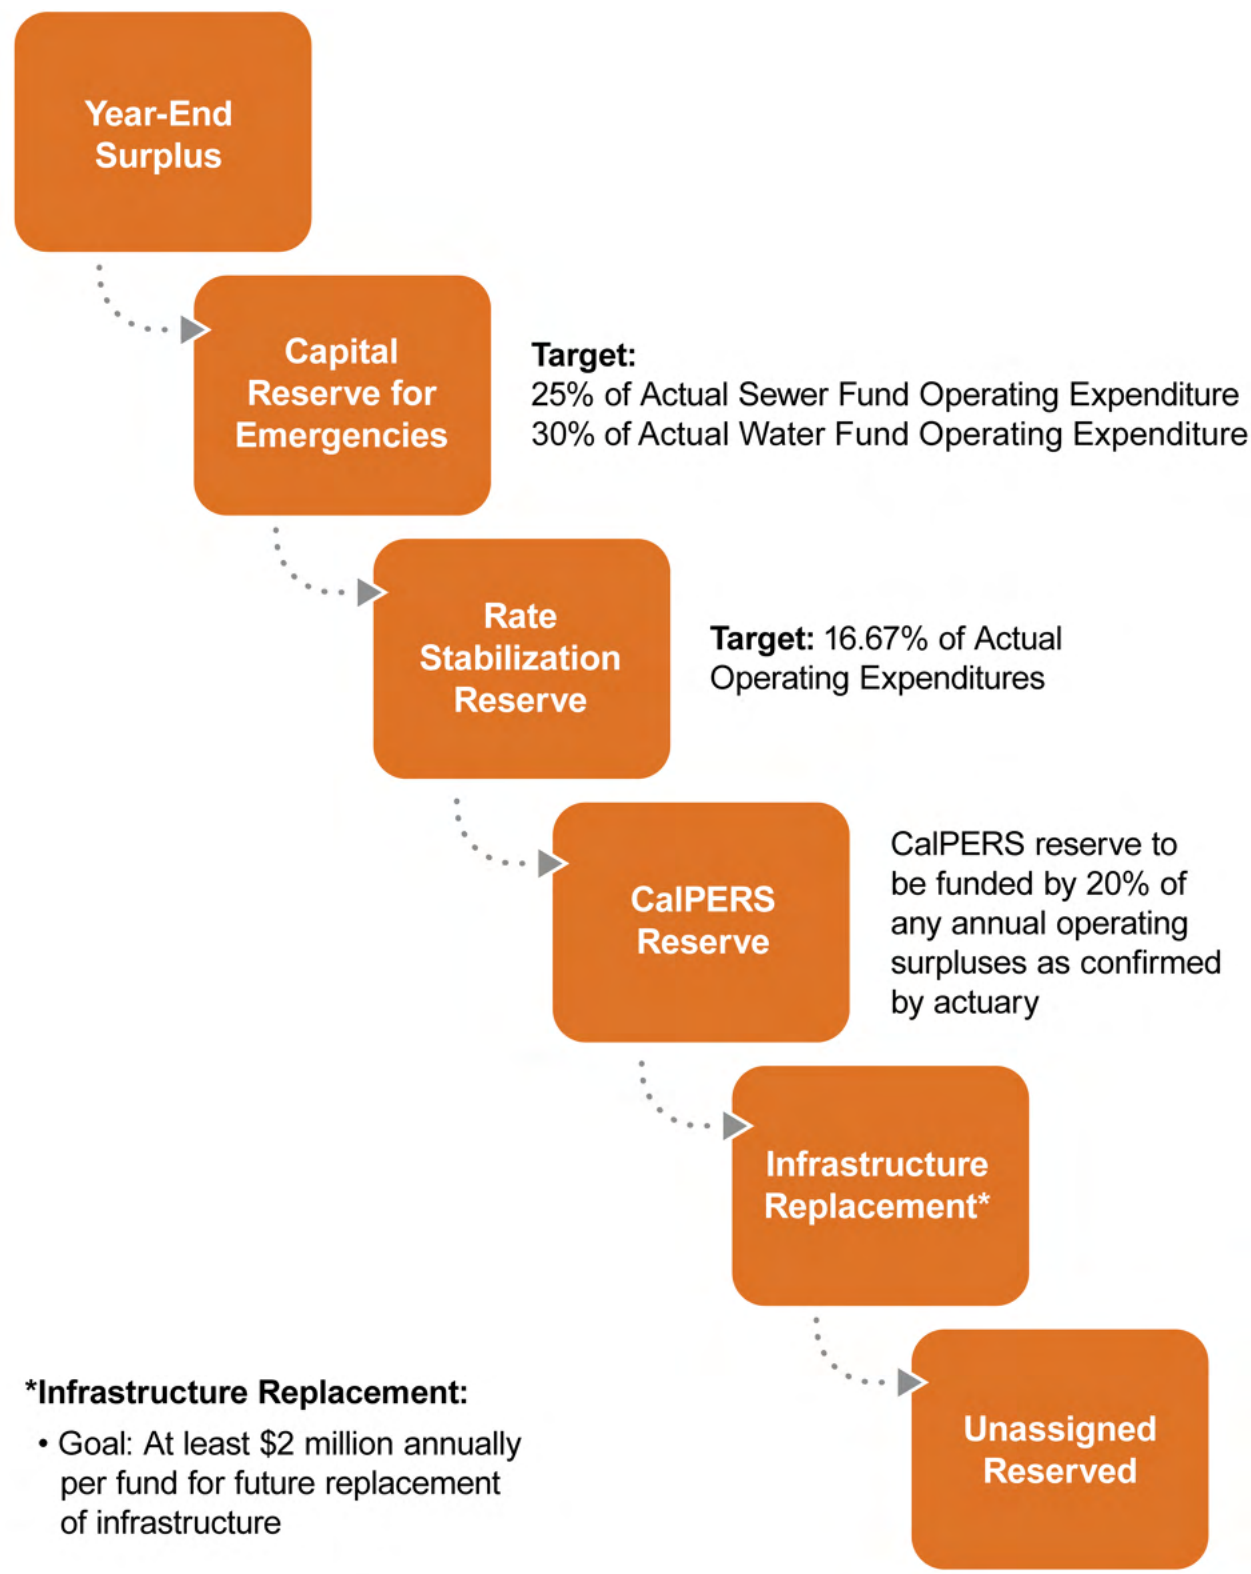 Year-End
Surplus
Capital
Reserve for
Emergencies
Target:
25% of Actual Sewer Fund Operating Expenditure
30% of Actual Water Fund Operating Expenditure
Rate
Stabilization
Reserve
Target: 16.67% of Actual
Operating Expenditures
CalPERS
Reserve
CalPERS reserve to
be funded by 20% of
any annual operating
surpluses as confirmed
by actuary
Infrastructure
Replacement*
Unassigned
Reserved
*Infrastructure Replacement:
• Goal: At least $2 million annually
per fund for future replacement
of infrastructure